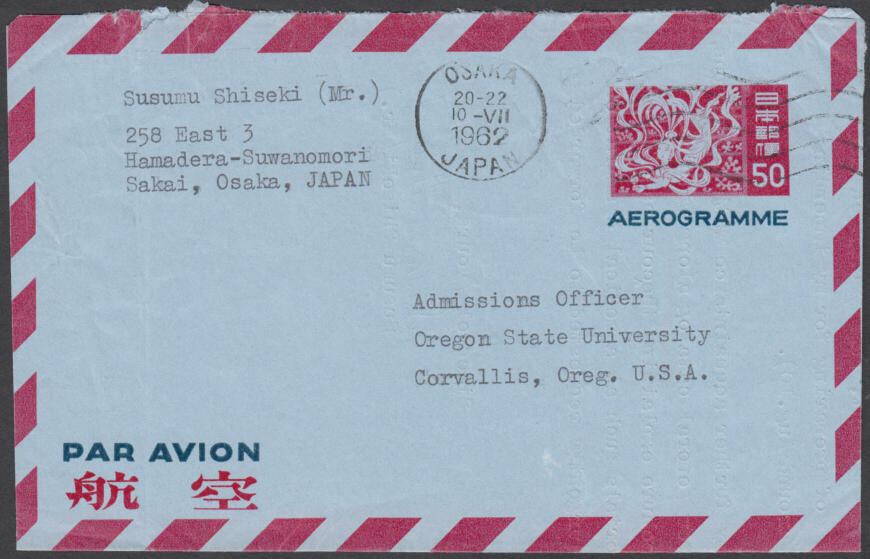 Susumu Shiseki (Mr.)
258 East 3
Hamadera-Suwanomori
Sakai, Osaka, JAPAN
OSAKA
20-22
10-VII
1962
JAPAN
日本郵便
50
AEROGRAMME
Admissions Officer
Oregon State University
Corvallis, Oreg. U.S.A.
PAR AVION
航空